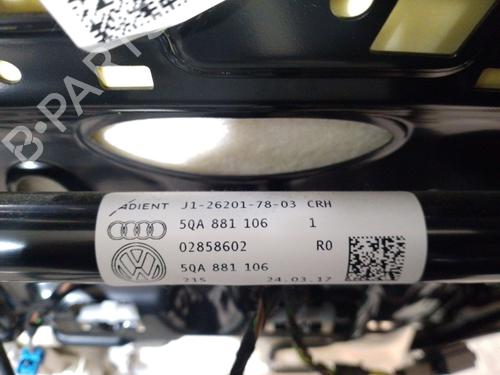 B-PARTS
ADIENT J1-26201-78-03 CRH
5QA 881 106 1
02858602 R0
5QA 881 106
215 24.03.17